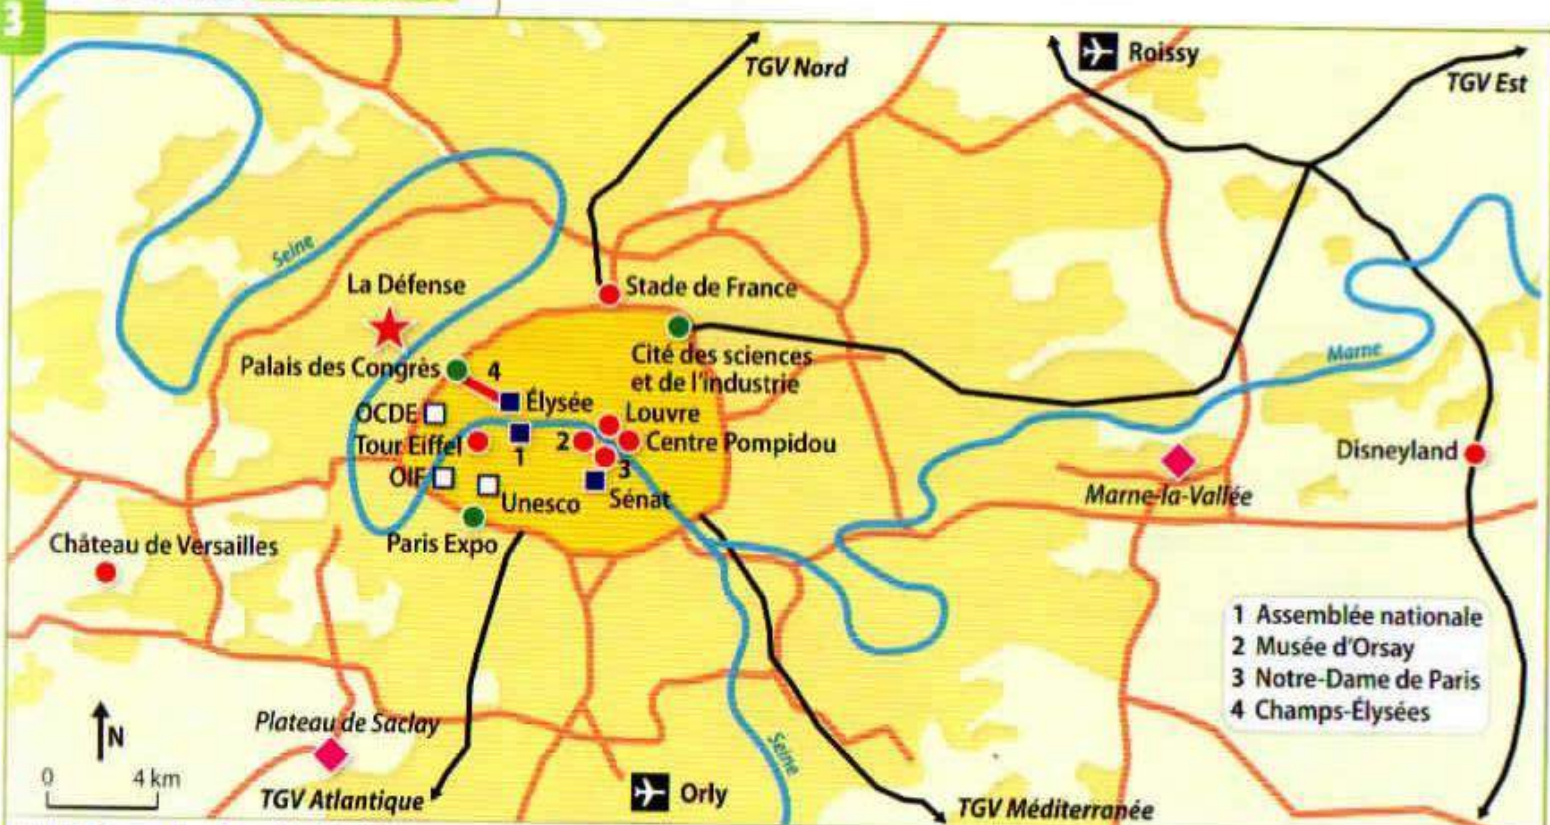 3
TGV Nord
Roissy
TGV Est
Seine
La Défense
Stade de France
Palais des Congrès
4
Cité des sciences
et de l'industrie
Marne
OCDE
Élysée
Louvre
Tour Eiffel
1
2
Centre Pompidou
3
Disneyland
OIF
Unesco
Sénat
Marne-la-Vallée
Château de Versailles
Paris Expo
1 Assemblée nationale
2 Musée d'Orsay
3 Notre-Dame de Paris
4 Champs-Élysées
N
Plateau de Saclay
Seine
0 4 km
TGV Atlantique
Orly
TGV Méditerranée